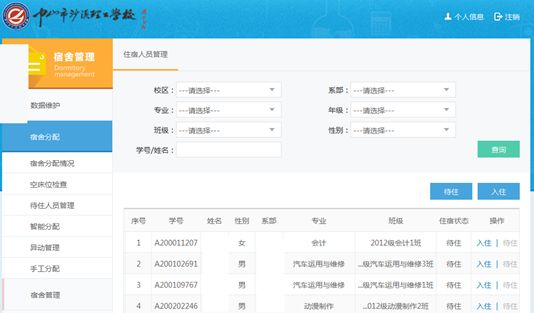 中山市沙溪理工学校
个人信息 注销
宿舍管理
Dormitory
management
数据维护
宿舍分配
宿舍分配情况
空床位检查
待住人员管理
智能分配
异动管理
手工分配
宿舍管理
住宿人员管理
校区： ---请选择--- 系部： ---请选择---
专业： ---请选择--- 年级： ---请选择---
班级： ---请选择--- 性别： ---请选择---
学号/姓名：
查询
待住 入住
序号 学号 姓名 性别 系部 专业 班级 住宿状态 操作
1 A200011207 女 会计 2012级会计1班 待住 入住 | 待住
2 A200102691 男 汽车运用与维修 ...级汽车运用与维修3班 待住 入住 | 待住
3 A200109767 男 汽车运用与维修 ...级汽车运用与维修1班 待住 入住 | 待住
4 A200202246 男 动漫制作 ...012级动漫制作2班 待住 入住 | 待住